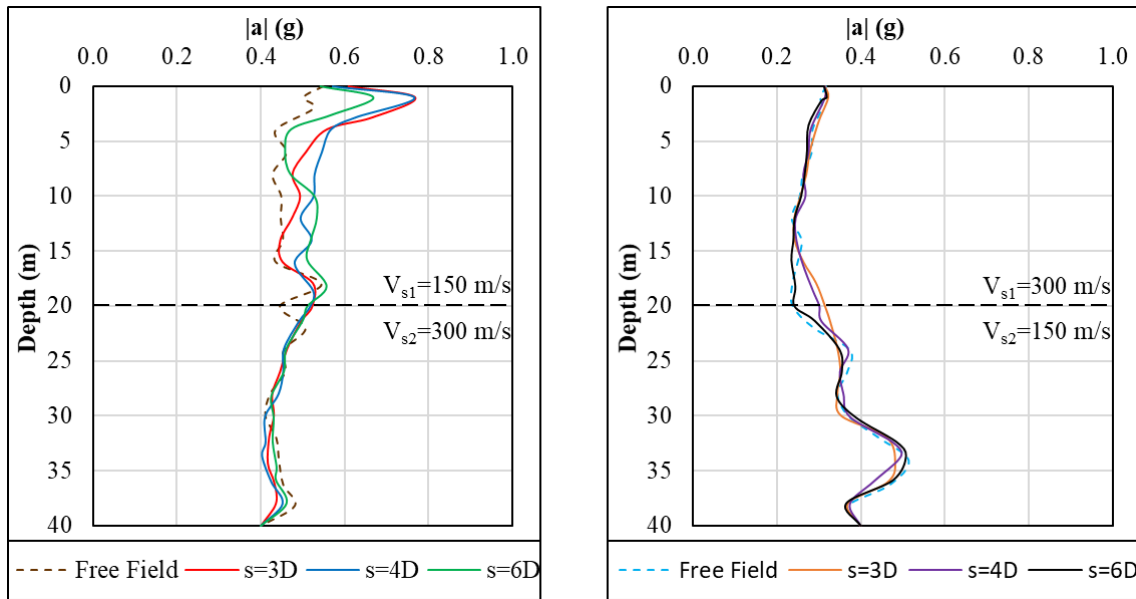 |a| (g)
0.0 0.2 0.4 0.6 0.8 1.0
0
5
10
15
20
25
30
35
40
Depth (m)
Vs1=150 m/s
Vs2=300 m/s
Free Field s=3D s=4D s=6D
|a| (g)
0.0 0.2 0.4 0.6 0.8 1.0
0
5
10
15
20
25
30
35
40
Depth (m)
Vs1=300 m/s
Vs2=150 m/s
Free Field s=3D s=4D s=6D